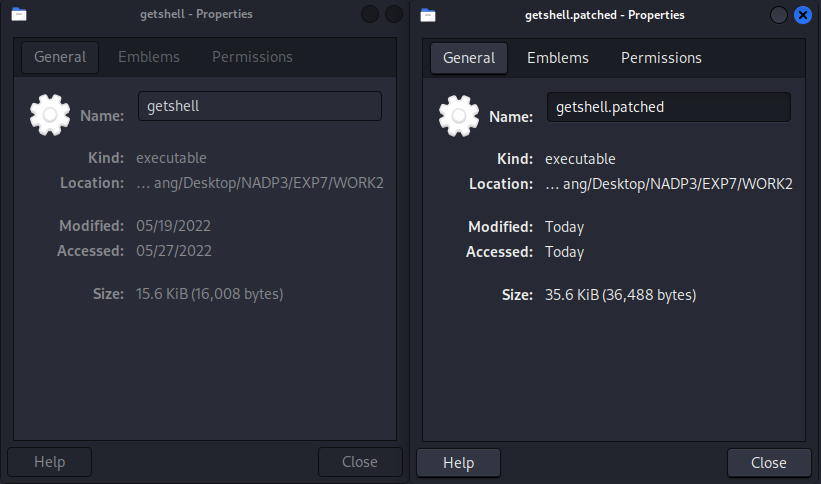 getshell - Properties
General Emblems Permissions
Name: getshell
Kind: executable
Location: ... ang/Desktop/NADP3/EXP7/WORK2
Modified: 05/19/2022
Accessed: 05/27/2022
Size: 15.6 KiB (16,008 bytes)
Help Close
getshell.patched - Properties
General Emblems Permissions
Name: getshell.patched
Kind: executable
Location: ... ang/Desktop/NADP3/EXP7/WORK2
Modified: Today
Accessed: Today
Size: 35.6 KiB (36,488 bytes)
Help Close